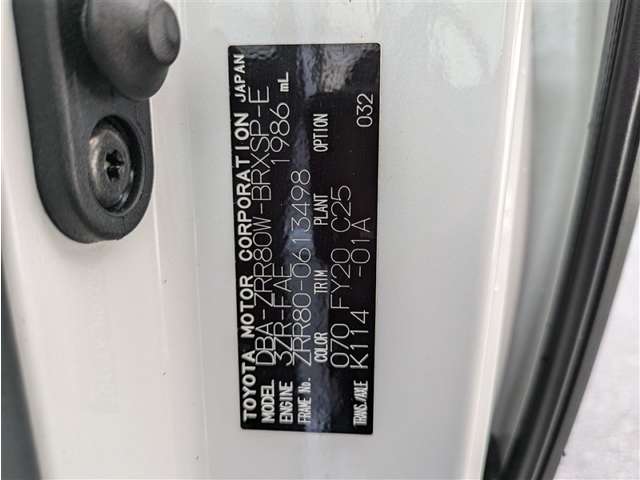 TOYOTA MOTOR CORPORATION JAPAN
MODEL DBA-ZRR80W-BRXSP-E
ENGINE 3ZR-FAE 1986 mL
FRAME No. ZRR80-0613498
COLOR TRIM PLANT OPTION
070 FY20 C25 032
TRANS./AXLE K114 -01A